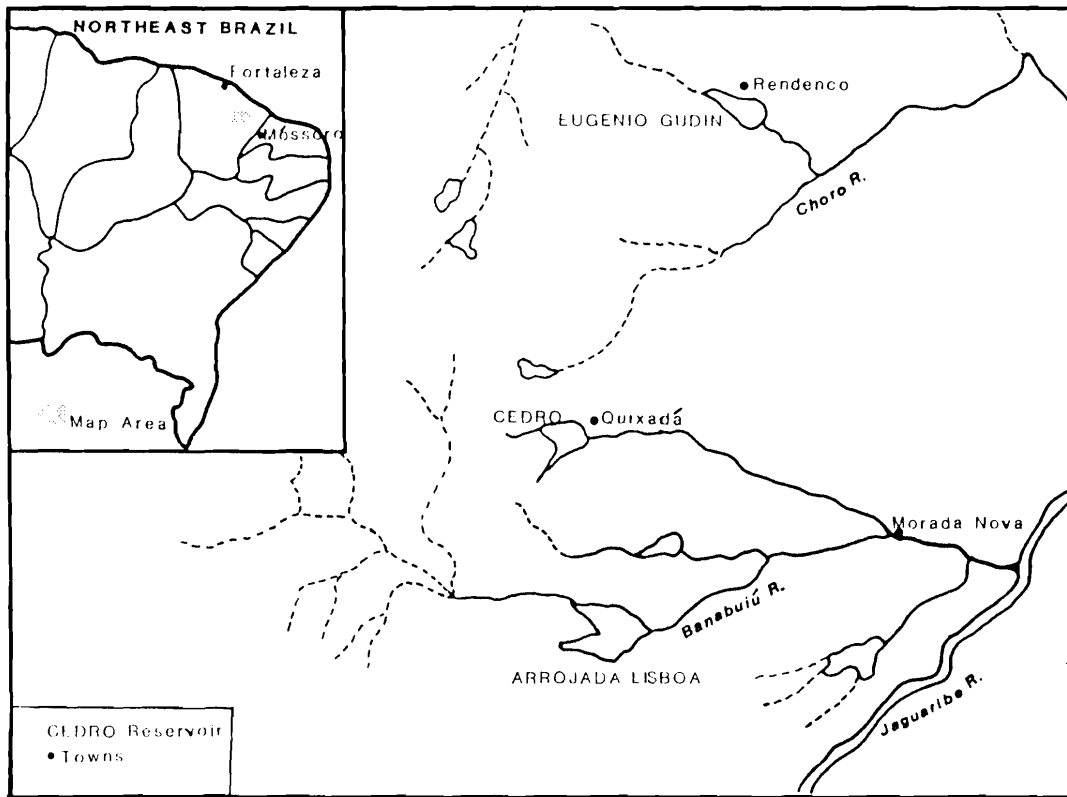 NORTHEAST BRAZIL
Fortaleza
Móssoro
Map Area
Rendenco
EUGENIO GUDIN
Choro R.
CEDRO
Quixadá
Morada Nova
Banabuiú R.
ARROJADA LISBOA
Jaguaribe R.
CEDRO Reservoir
Towns